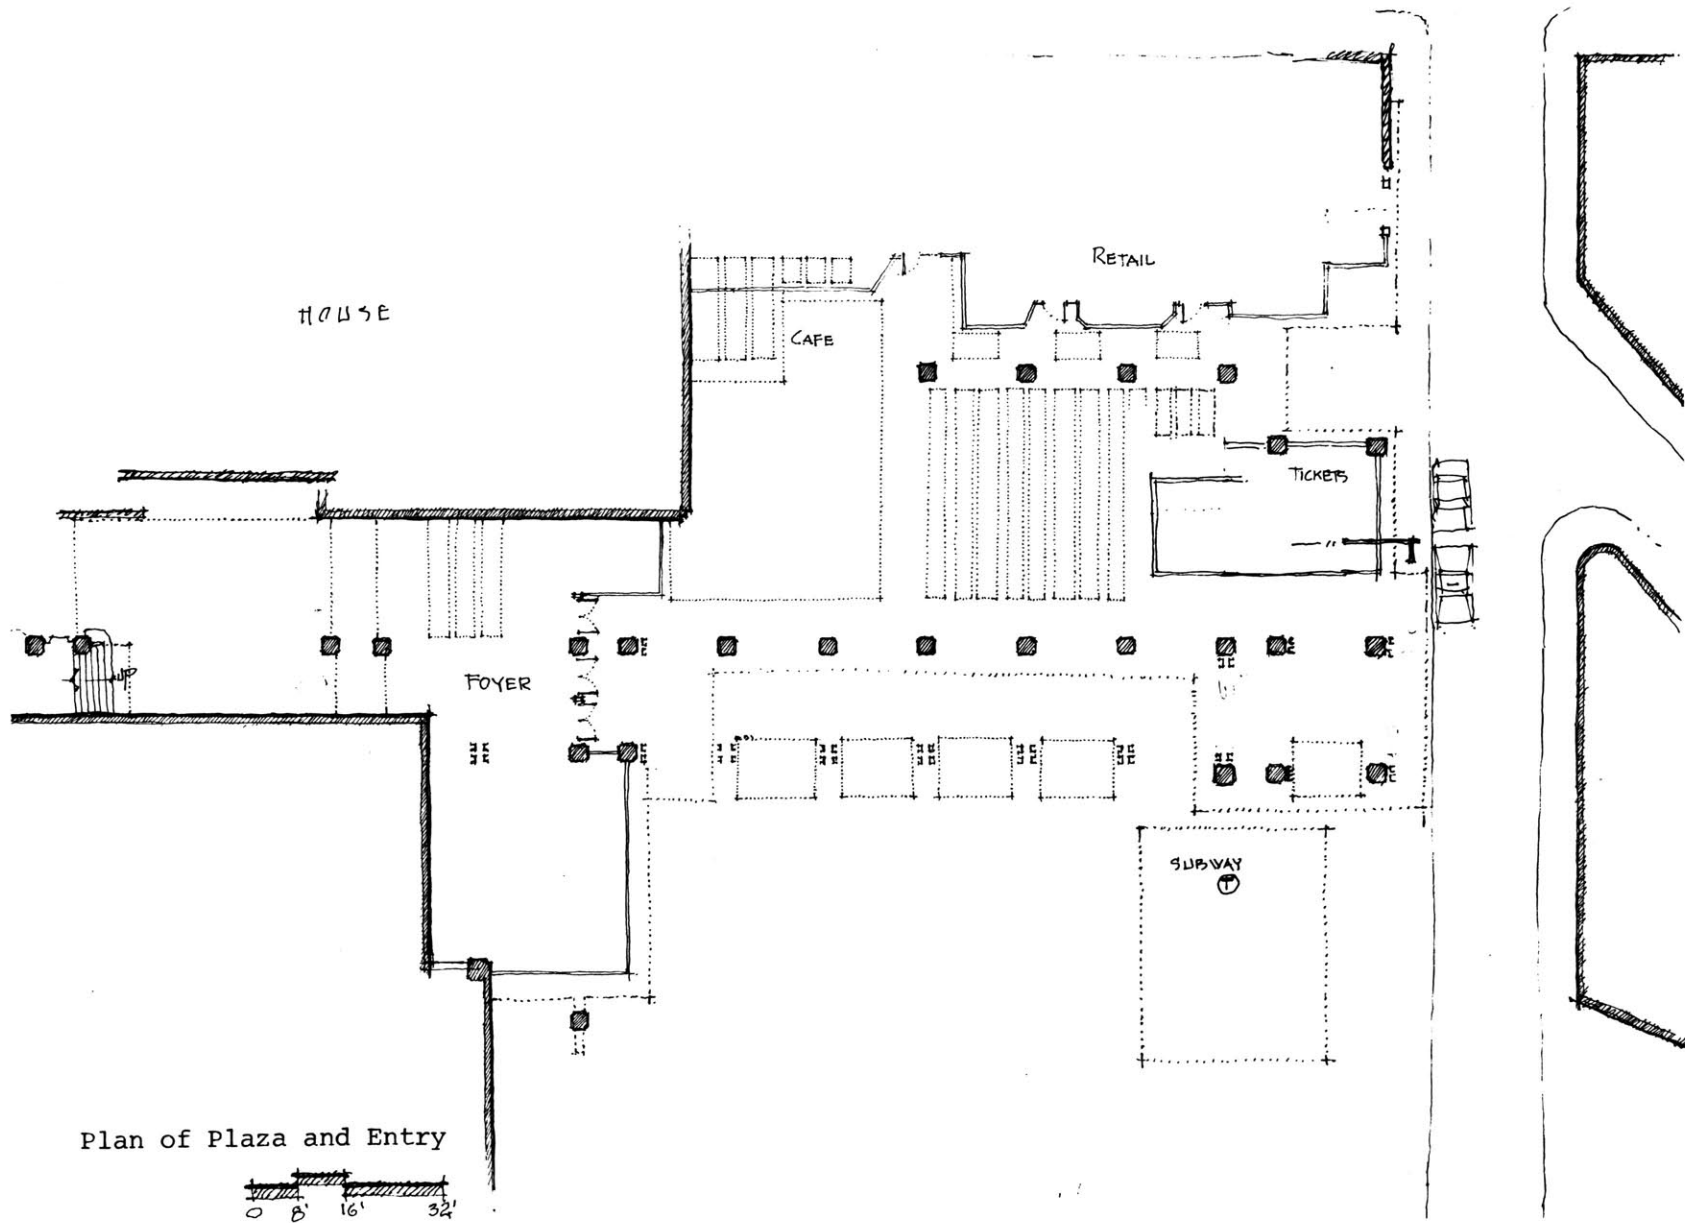 HOUSE
RETAIL
CAFE
TICKETS
UP
FOYER
SUBWAY
T
Plan of Plaza and Entry
0 8' 16' 32'